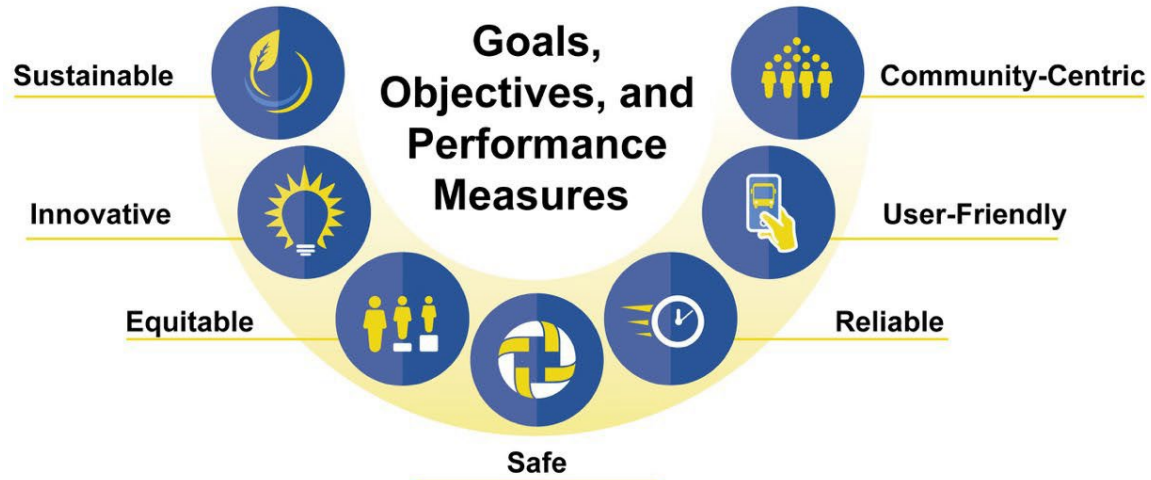 Goals,
Objectives, and
Performance
Measures
Sustainable
Innovative
Equitable
Safe
Reliable
User-Friendly
Community-Centric